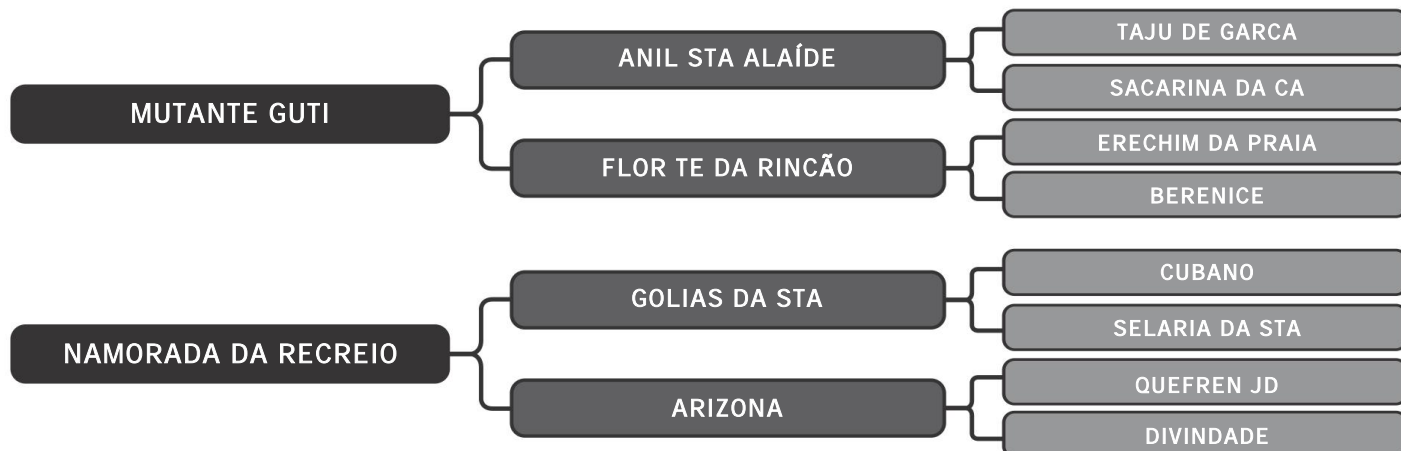 MUTANTE GUTI
ANIL STA ALAÍDE
TAJU DE GARCA
SACARINA DA CA
FLOR TE DA RINCÃO
ERECHIM DA PRAIA
BERENICE
NAMORADA DA RECREIO
GOLIAS DA STA
CUBANO
SELARIA DA STA
ARIZONA
QUEFREN JD
DIVINDADE